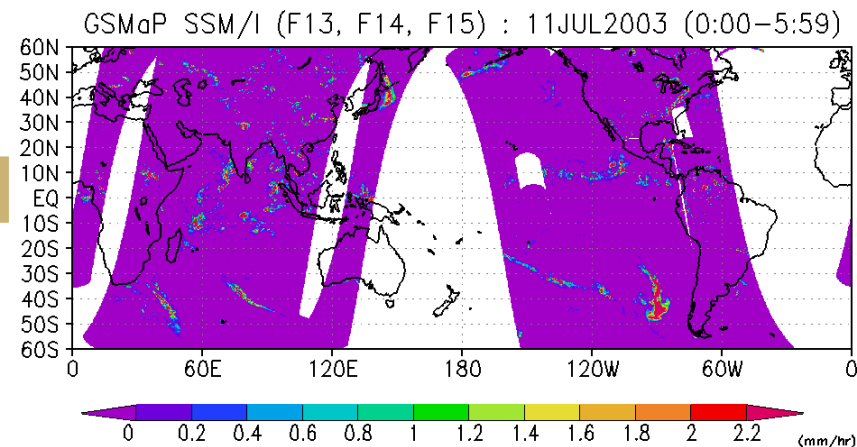 GSMaP SSM/I (F13, F14, F15) : 11JUL2003 (0:00-5:59)
60N
50N
40N
30N
20N
10N
EQ
10S
20S
30S
40S
50S
60S
0 60E 120E 180 120W 60W 0
0 0.2 0.4 0.6 0.8 1 1.2 1.4 1.6 1.8 2 2.2
(mm/hr)